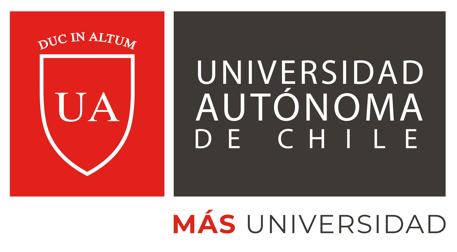 DUC IN ALTUM
UA
UNIVERSIDAD
AUTÓNOMA
DE CHILE
MÁS UNIVERSIDAD